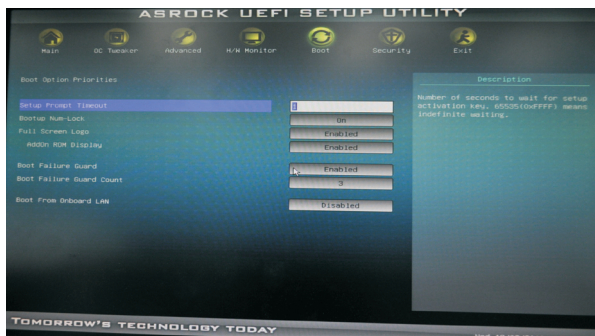 ASROCK UEFI SETUP UTILITY
Main OC Tweaker Advanced H/W Monitor Boot Security Exit
Boot Option Priorities
Description
Number of seconds to wait for setup
activation key. 65535(0xFFFF) means
indefinite waiting.
Setup Prompt Timeout
Bootup Num-Lock On
Full Screen Logo Enabled
AddOn ROM Display Enabled
Boot Failure Guard Enabled
Boot Failure Guard Count 3
Boot From Onboard LAN Disabled
TOMORROW'S TECHNOLOGY TODAY